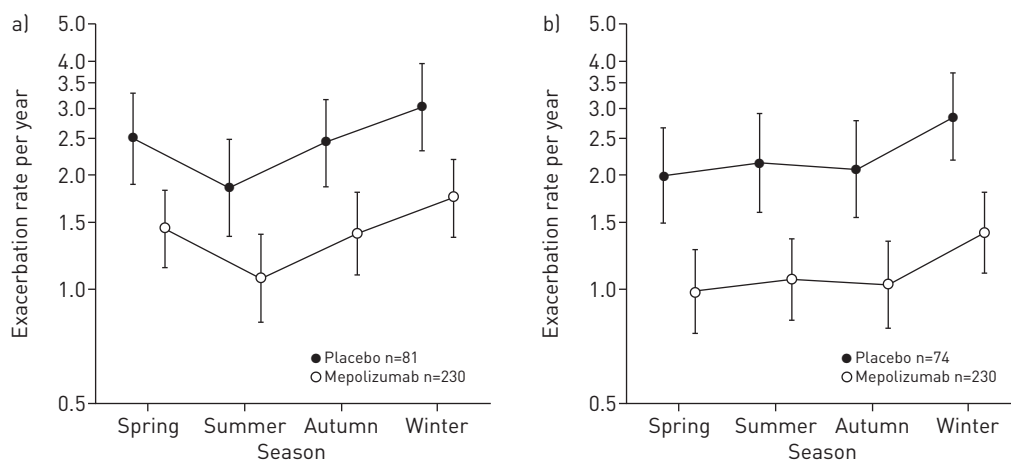 a)
Exacerbation rate per year
5.0
4.0
3.5
3.0
2.5
2.0
1.5
1.0
0.5
Placebo n=81
Mepolizumab n=230
Spring Summer Autumn Winter
Season
b)
Exacerbation rate per year
5.0
4.0
3.5
3.0
2.5
2.0
1.5
1.0
0.5
Placebo n=74
Mepolizumab n=230
Spring Summer Autumn Winter
Season